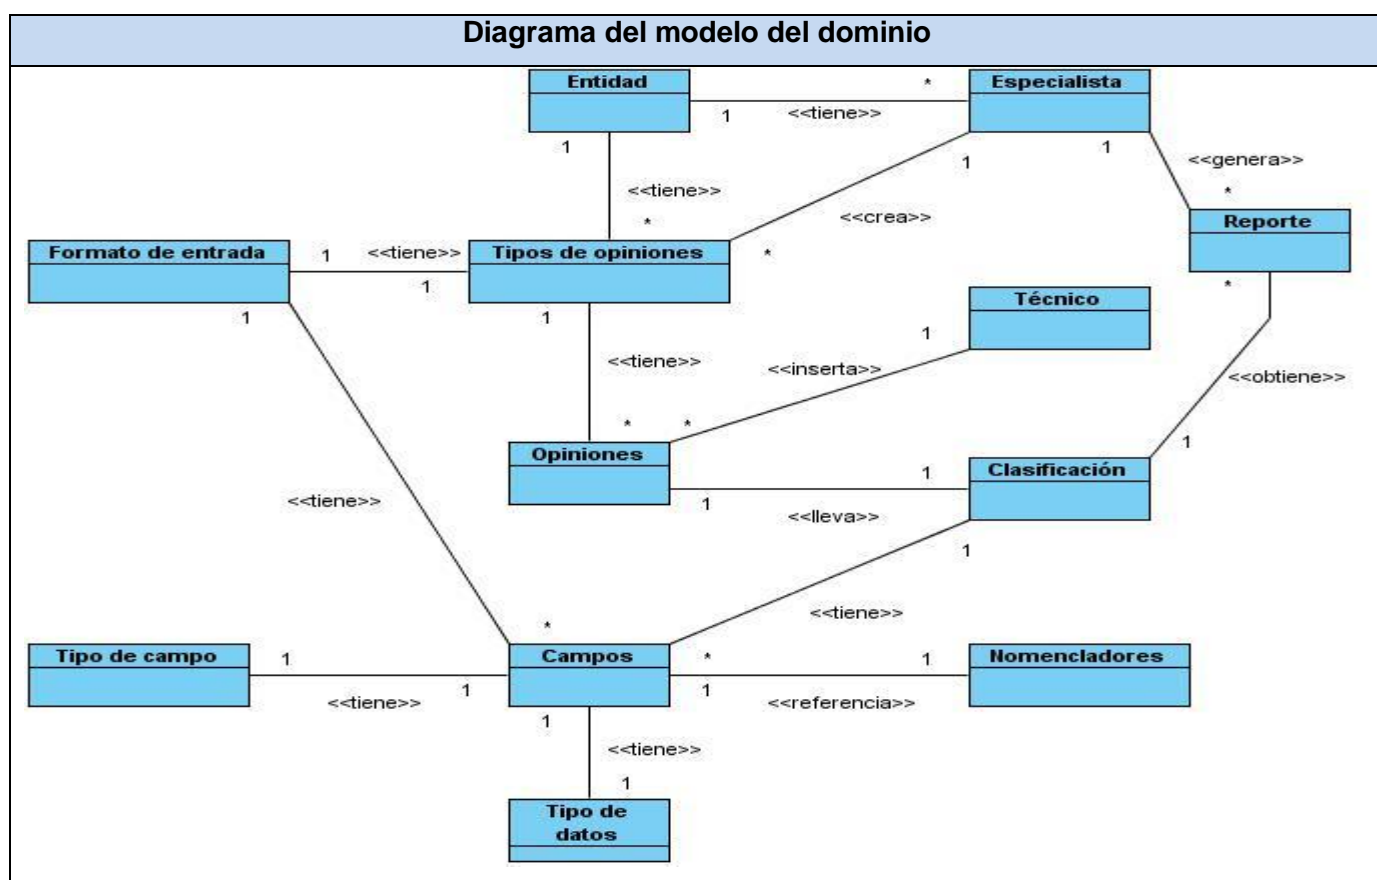 Diagrama del modelo del dominio
Entidad
Especialista
*
1
<<tiene>>
1
1
1
<<genera>>
<<tiene>>
*
*
<<crea>>
Reporte
Formato de entrada
1
<<tiene>>
Tipos de opiniones
*
1
*
1
1
Técnico
1
<<tiene>>
<<inserta>>
<<obtiene>>
*
*
1
Opiniones
Clasificación
1
1
<<lleva>>
<<tiene>>
1
<<tiene>>
*
Tipo de campo
1
Campos
*
1
Nomencladores
1
1
<<tiene>>
<<referencia>>
1
<<tiene>>
1
Tipo de
datos